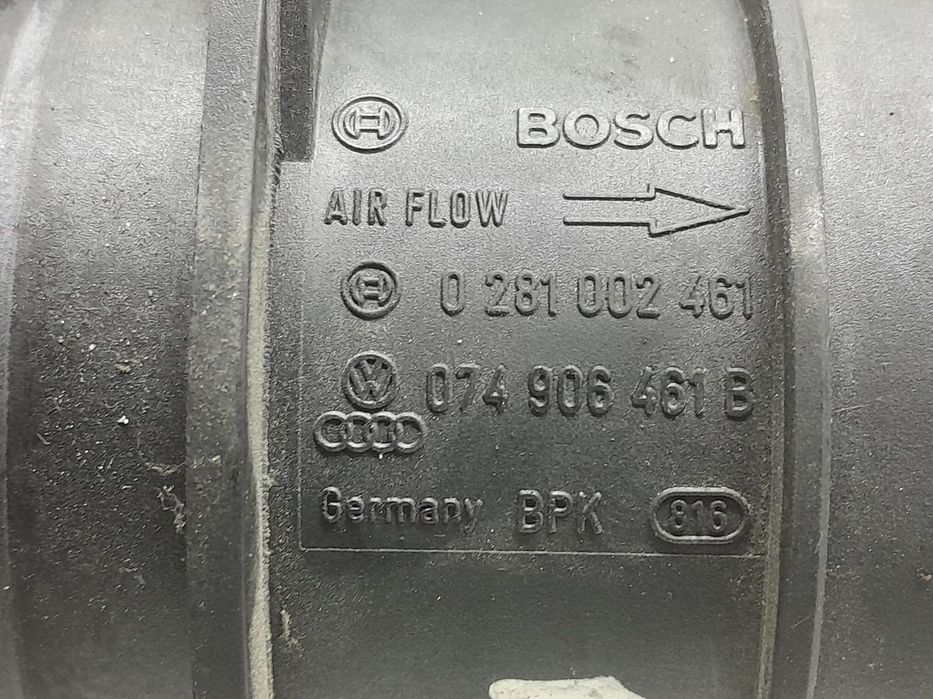 BOSCH
AIR FLOW
0 281 002 461
074 906 461 B
Germany BPK 816